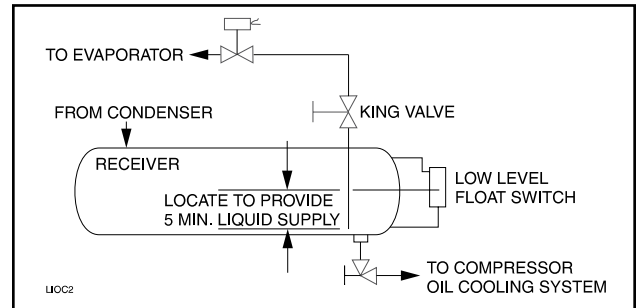 TO EVAPORATOR
FROM CONDENSER
KING VALVE
RECEIVER
LOCATE TO PROVIDE
5 MIN. LIQUID SUPPLY
LOW LEVEL
FLOAT SWITCH
TO COMPRESSOR
OIL COOLING SYSTEM
LIOC2